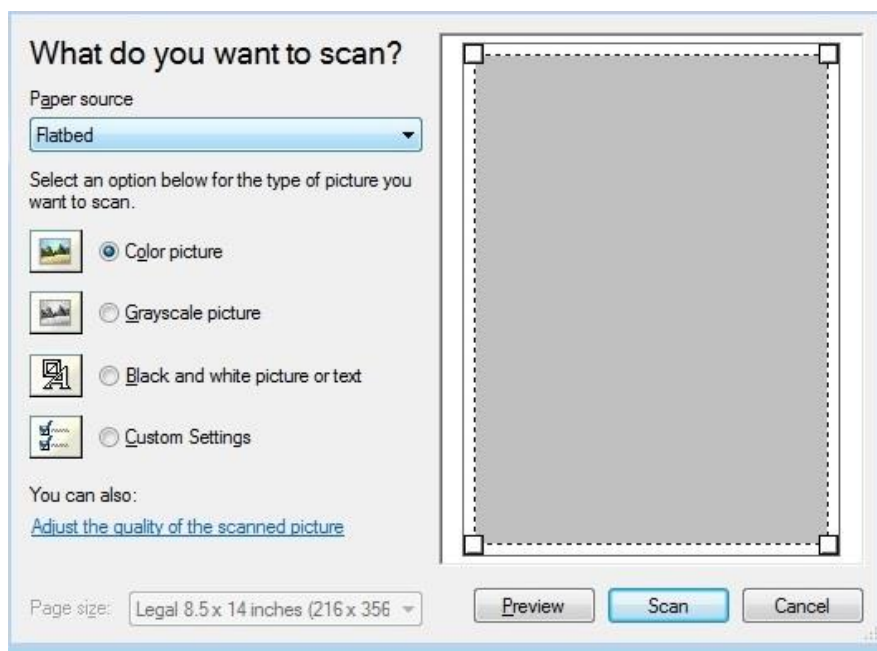 What do you want to scan?
Paper source
Flatbed
Select an option below for the type of picture you
want to scan.
Color picture
Grayscale picture
Black and white picture or text
Custom Settings
You can also:
Adjust the quality of the scanned picture
Page size: Legal 8.5 x 14 inches (216 x 356
Preview Scan Cancel